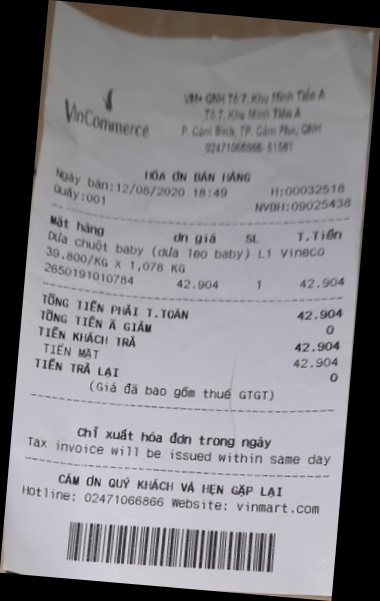 VinCommerce
VM+ QNH Tổ 7, Khu Minh Tiến A
Tổ 7, Khu Minh Tiến A
P. Cẩm Bình, TP. Cẩm Phả, QNH
02471066866-51561
HÓA ĐN BÁN HÀNG
Ngày bán:12/08/2020 18:49 H:00032518
Quầy:001 NVBH:09025436
Mặt hàng đn giá SL T.Tiền
Dưa chuột baby (dưa leo baby) L1 Vineco
39.800/KG X 1,078 KG
2650191010784 42.904 1 42.904
TỔNG TIỀN PHẢI T.TOÁN 42.904
TỔNG TIỀN Ã GIẢM 0
TIỀN KHÁCH TRẢ 42.904
TIỀN MẶT 42.904
TIỀN TRẢ LẠI 0
(Giá đã bao gồm thuế GTGT)
Chỉ xuất hóa đơn trong ngày
Tax invoice will be issued within same day
CẢM ƠN QUÝ KHÁCH VÀ HẸN GẶP LẠI
Hotline: 02471066866 Website: vinmart.com